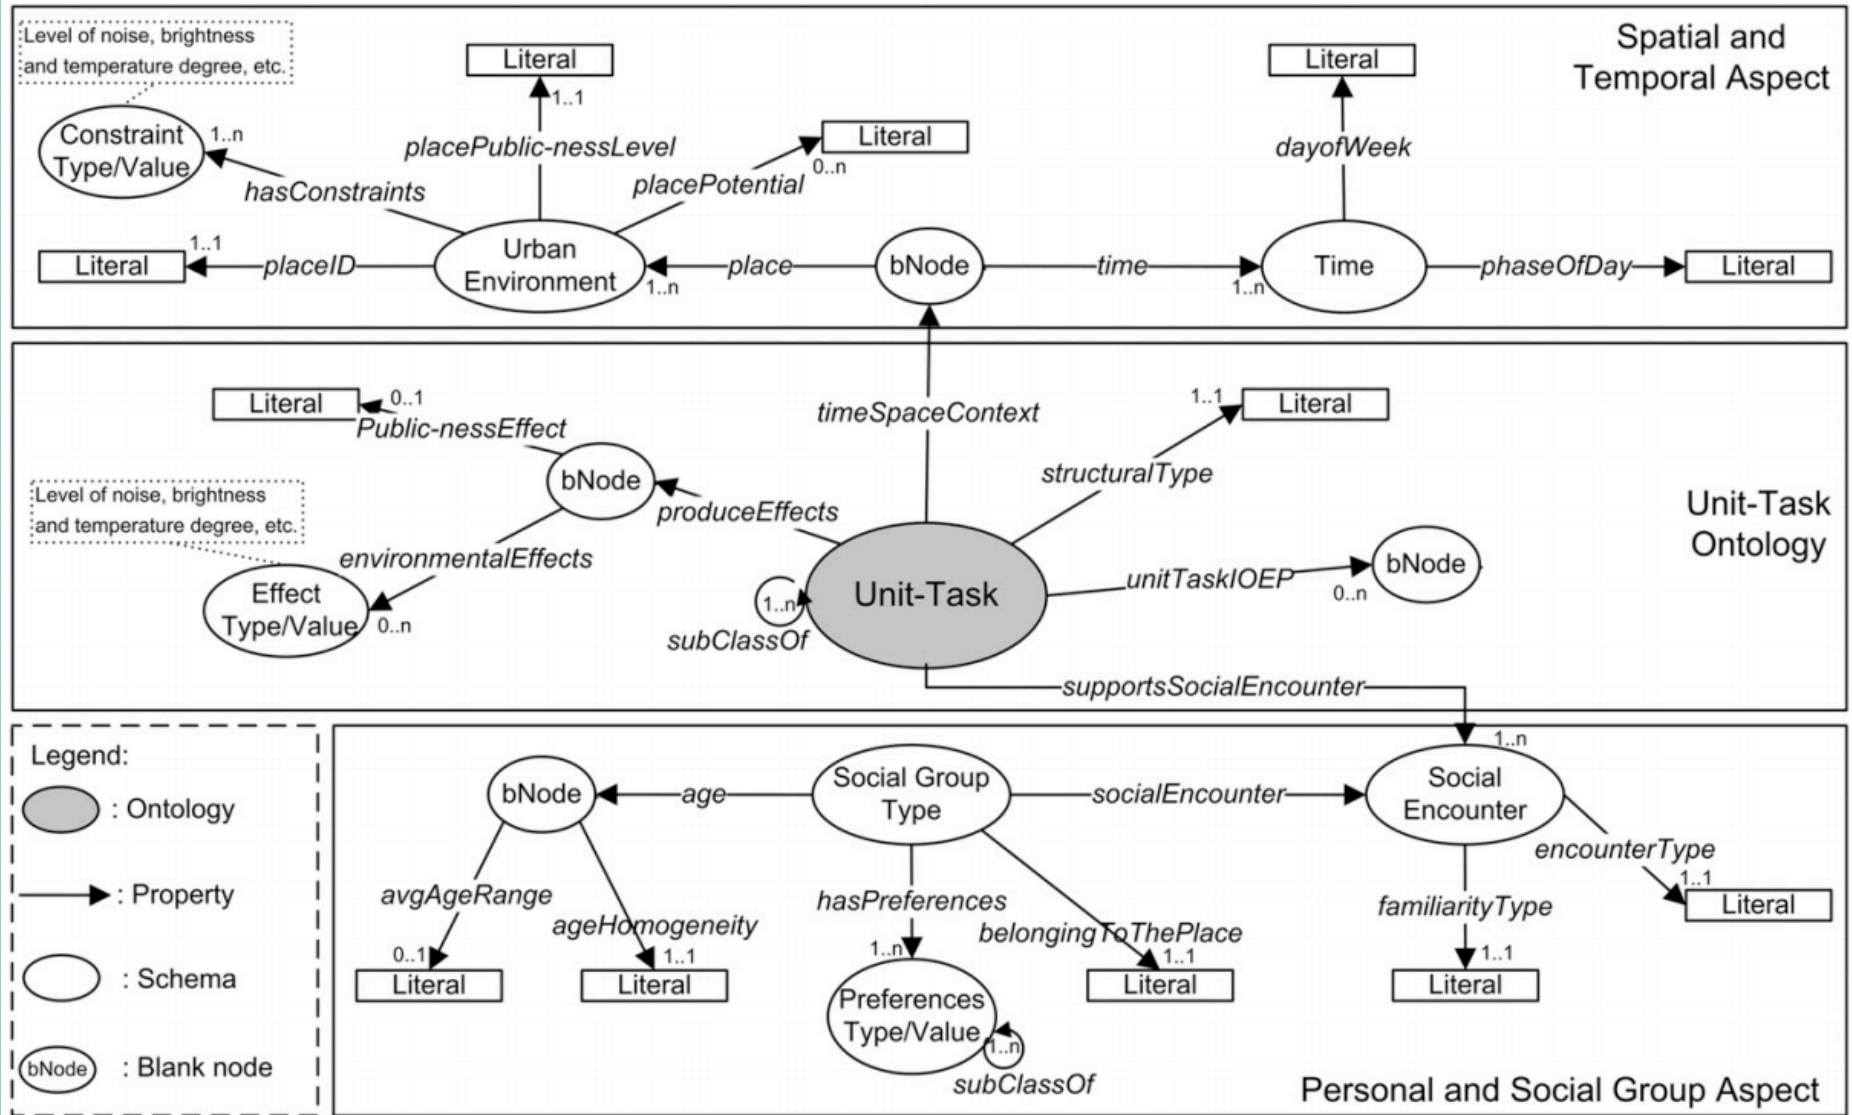 Level of noise, brightness
and temperature degree, etc.
Literal
1..1
Literal
Spatial and
Temporal Aspect
Constraint
Type/Value
1..n
placePublic-nessLevel
Literal
0..n
dayofWeek
hasConstraints
placePotential
Literal
1..1
placeID
Urban
Environment
1..n
place
bNode
time
1..n
Time
phaseOfDay
Literal
Literal
0..1
Public-nessEffect
timeSpaceContext
1..1
Literal
structuralType
bNode
produceEffects
Level of noise, brightness
and temperature degree, etc.
environmentalEffects
Effect
Type/Value
0..n
1..n
subClassOf
Unit-Task
unitTaskIOEP
0..n
bNode
Unit-Task
Ontology
supportsSocialEncounter
Legend:
: Ontology
: Property
: Schema
bNode
: Blank node
bNode
age
Social Group
Type
socialEncounter
1..n
Social
Encounter
encounterType
1..1
Literal
avgAgeRange
ageHomogeneity
hasPreferences
belongingToThePlace
familiarityType
0..1
Literal
1..1
Literal
1..n
Preferences
Type/Value
1..n
subClassOf
1..1
Literal
1..1
Literal
Personal and Social Group Aspect